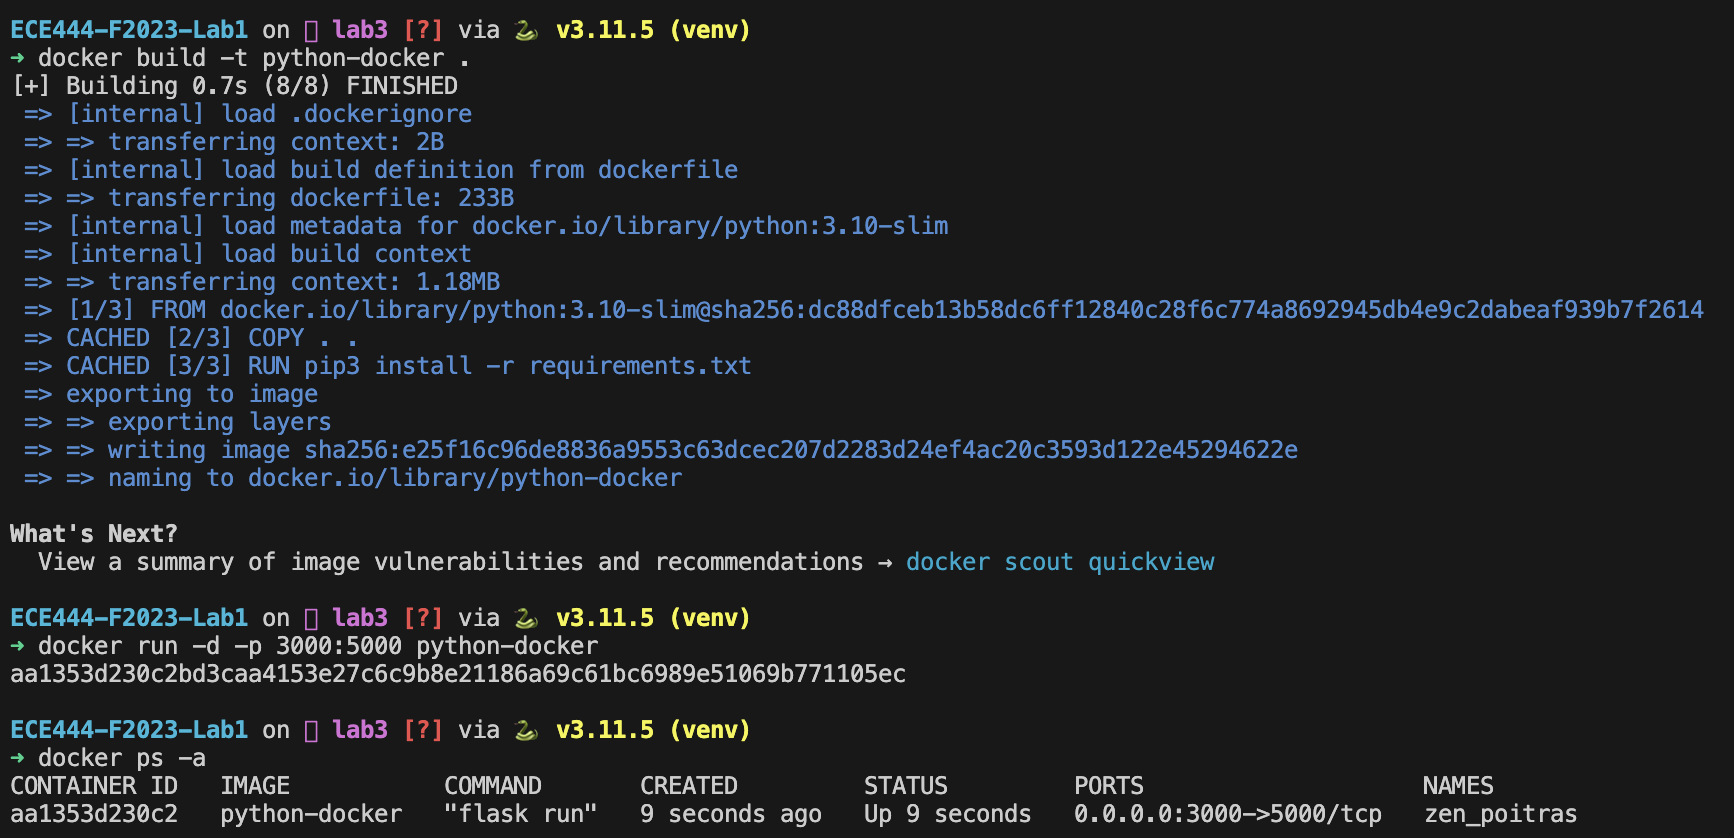 ECE444-F2023-Lab1 on lab3 [?] via 🐍 v3.11.5 (venv)
➜ docker build -t python-docker .
[+] Building 0.7s (8/8) FINISHED
=> [internal] load .dockerignore
=> => transferring context: 2B
=> [internal] load build definition from dockerfile
=> => transferring dockerfile: 233B
=> [internal] load metadata for docker.io/library/python:3.10-slim
=> [internal] load build context
=> => transferring context: 1.18MB
=> [1/3] FROM docker.io/library/python:3.10-slim@sha256:dc88dfceb13b58dc6ff12840c28f6c774a8692945db4e9c2dabeaf939b7f2614
=> CACHED [2/3] COPY . .
=> CACHED [3/3] RUN pip3 install -r requirements.txt
=> exporting to image
=> => exporting layers
=> => writing image sha256:e25f16c96de8836a9553c63dcec207d2283d24ef4ac20c3593d122e45294622e
=> => naming to docker.io/library/python-docker
What's Next?
View a summary of image vulnerabilities and recommendations → docker scout quickview
ECE444-F2023-Lab1 on lab3 [?] via 🐍 v3.11.5 (venv)
➜ docker run -d -p 3000:5000 python-docker
aa1353d230c2bd3caa4153e27c6c9b8e21186a69c61bc6989e51069b771105ec
ECE444-F2023-Lab1 on lab3 [?] via 🐍 v3.11.5 (venv)
➜ docker ps -a
CONTAINER ID IMAGE COMMAND CREATED STATUS PORTS NAMES
aa1353d230c2 python-docker "flask run" 9 seconds ago Up 9 seconds 0.0.0.0:3000->5000/tcp zen_poitras